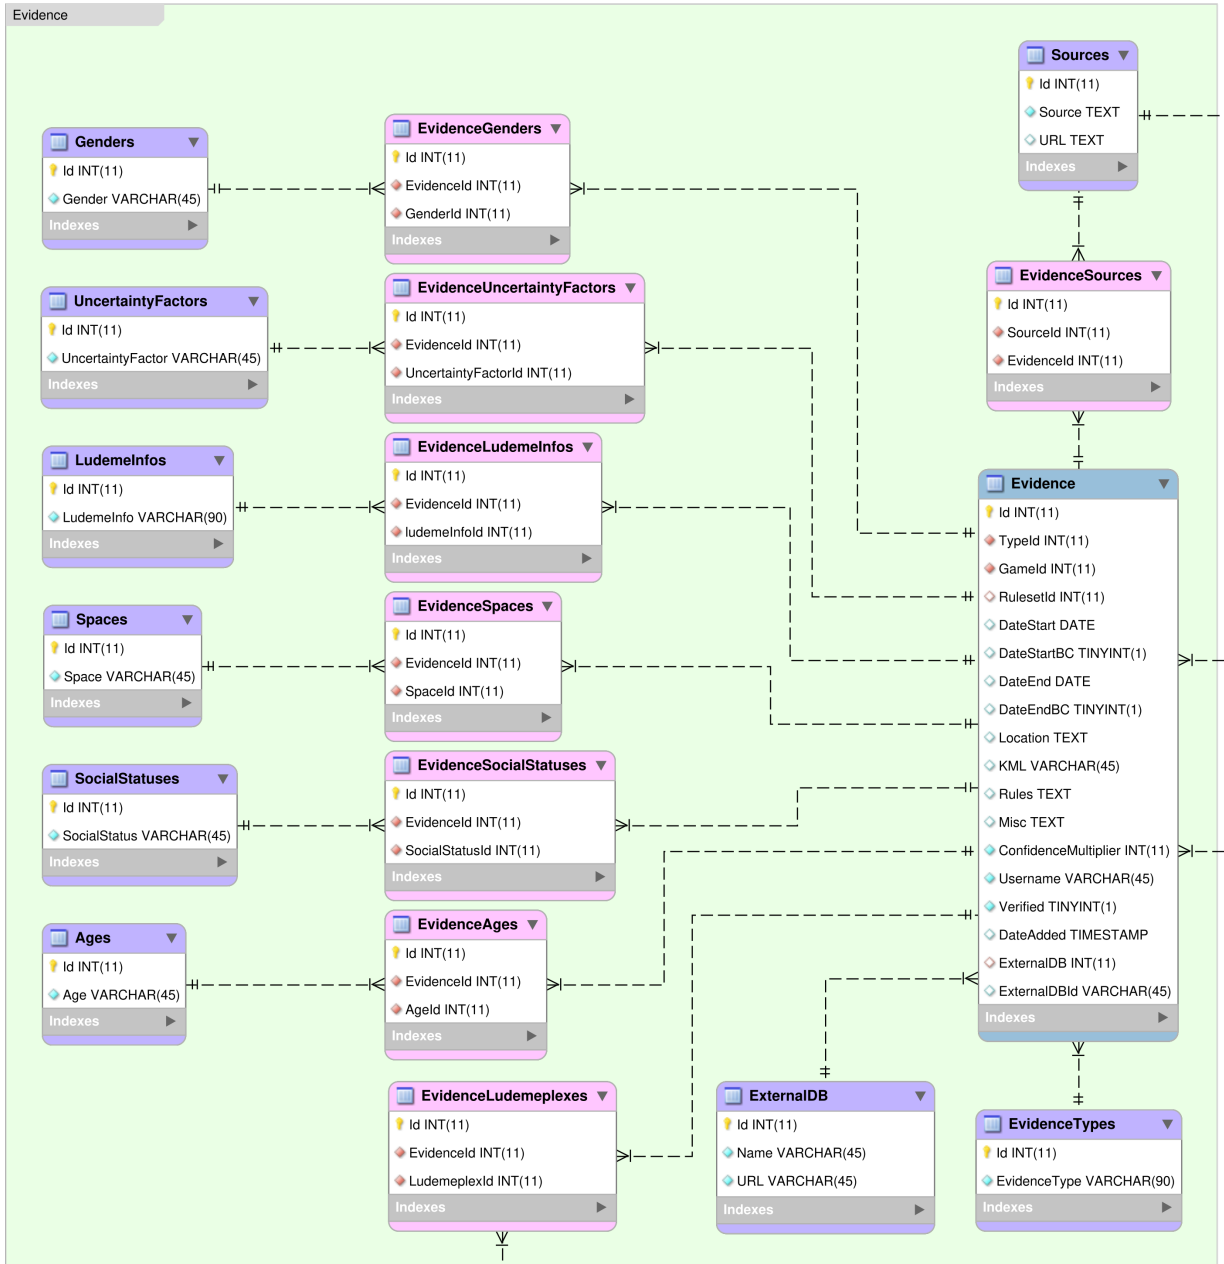 Evidence
Sources
Id INT(11)
Source TEXT
URL TEXT
Indexes
Genders
Id INT(11)
Gender VARCHAR(45)
Indexes
EvidenceGenders
Id INT(11)
EvidenceId INT(11)
GenderId INT(11)
Indexes
UncertaintyFactors
Id INT(11)
UncertaintyFactor VARCHAR(45)
Indexes
EvidenceUncertaintyFactors
Id INT(11)
EvidenceId INT(11)
UncertaintyFactorId INT(11)
Indexes
EvidenceSources
Id INT(11)
SourceId INT(11)
EvidenceId INT(11)
Indexes
LudemeInfos
Id INT(11)
LudemeInfo VARCHAR(90)
Indexes
EvidenceLudemeInfos
Id INT(11)
EvidenceId INT(11)
ludemeInfoId INT(11)
Indexes
Evidence
Id INT(11)
TypeId INT(11)
GameId INT(11)
RulesetId INT(11)
DateStart DATE
DateStartBC TINYINT(1)
DateEnd DATE
DateEndBC TINYINT(1)
Location TEXT
KML VARCHAR(45)
Rules TEXT
Misc TEXT
ConfidenceMultiplier INT(11)
Username VARCHAR(45)
Verified TINYINT(1)
DateAdded TIMESTAMP
ExternalDB INT(11)
ExternalDBId VARCHAR(45)
Indexes
Spaces
Id INT(11)
Space VARCHAR(45)
Indexes
EvidenceSpaces
Id INT(11)
EvidenceId INT(11)
SpaceId INT(11)
Indexes
SocialStatuses
Id INT(11)
SocialStatus VARCHAR(45)
Indexes
EvidenceSocialStatuses
Id INT(11)
EvidenceId INT(11)
SocialStatusId INT(11)
Indexes
Ages
Id INT(11)
Age VARCHAR(45)
Indexes
EvidenceAges
Id INT(11)
EvidenceId INT(11)
AgeId INT(11)
Indexes
EvidenceLudemeplexes
Id INT(11)
EvidenceId INT(11)
LudemeplexId INT(11)
Indexes
ExternalDB
Id INT(11)
Name VARCHAR(45)
URL VARCHAR(45)
Indexes
EvidenceTypes
Id INT(11)
EvidenceType VARCHAR(90)
Indexes